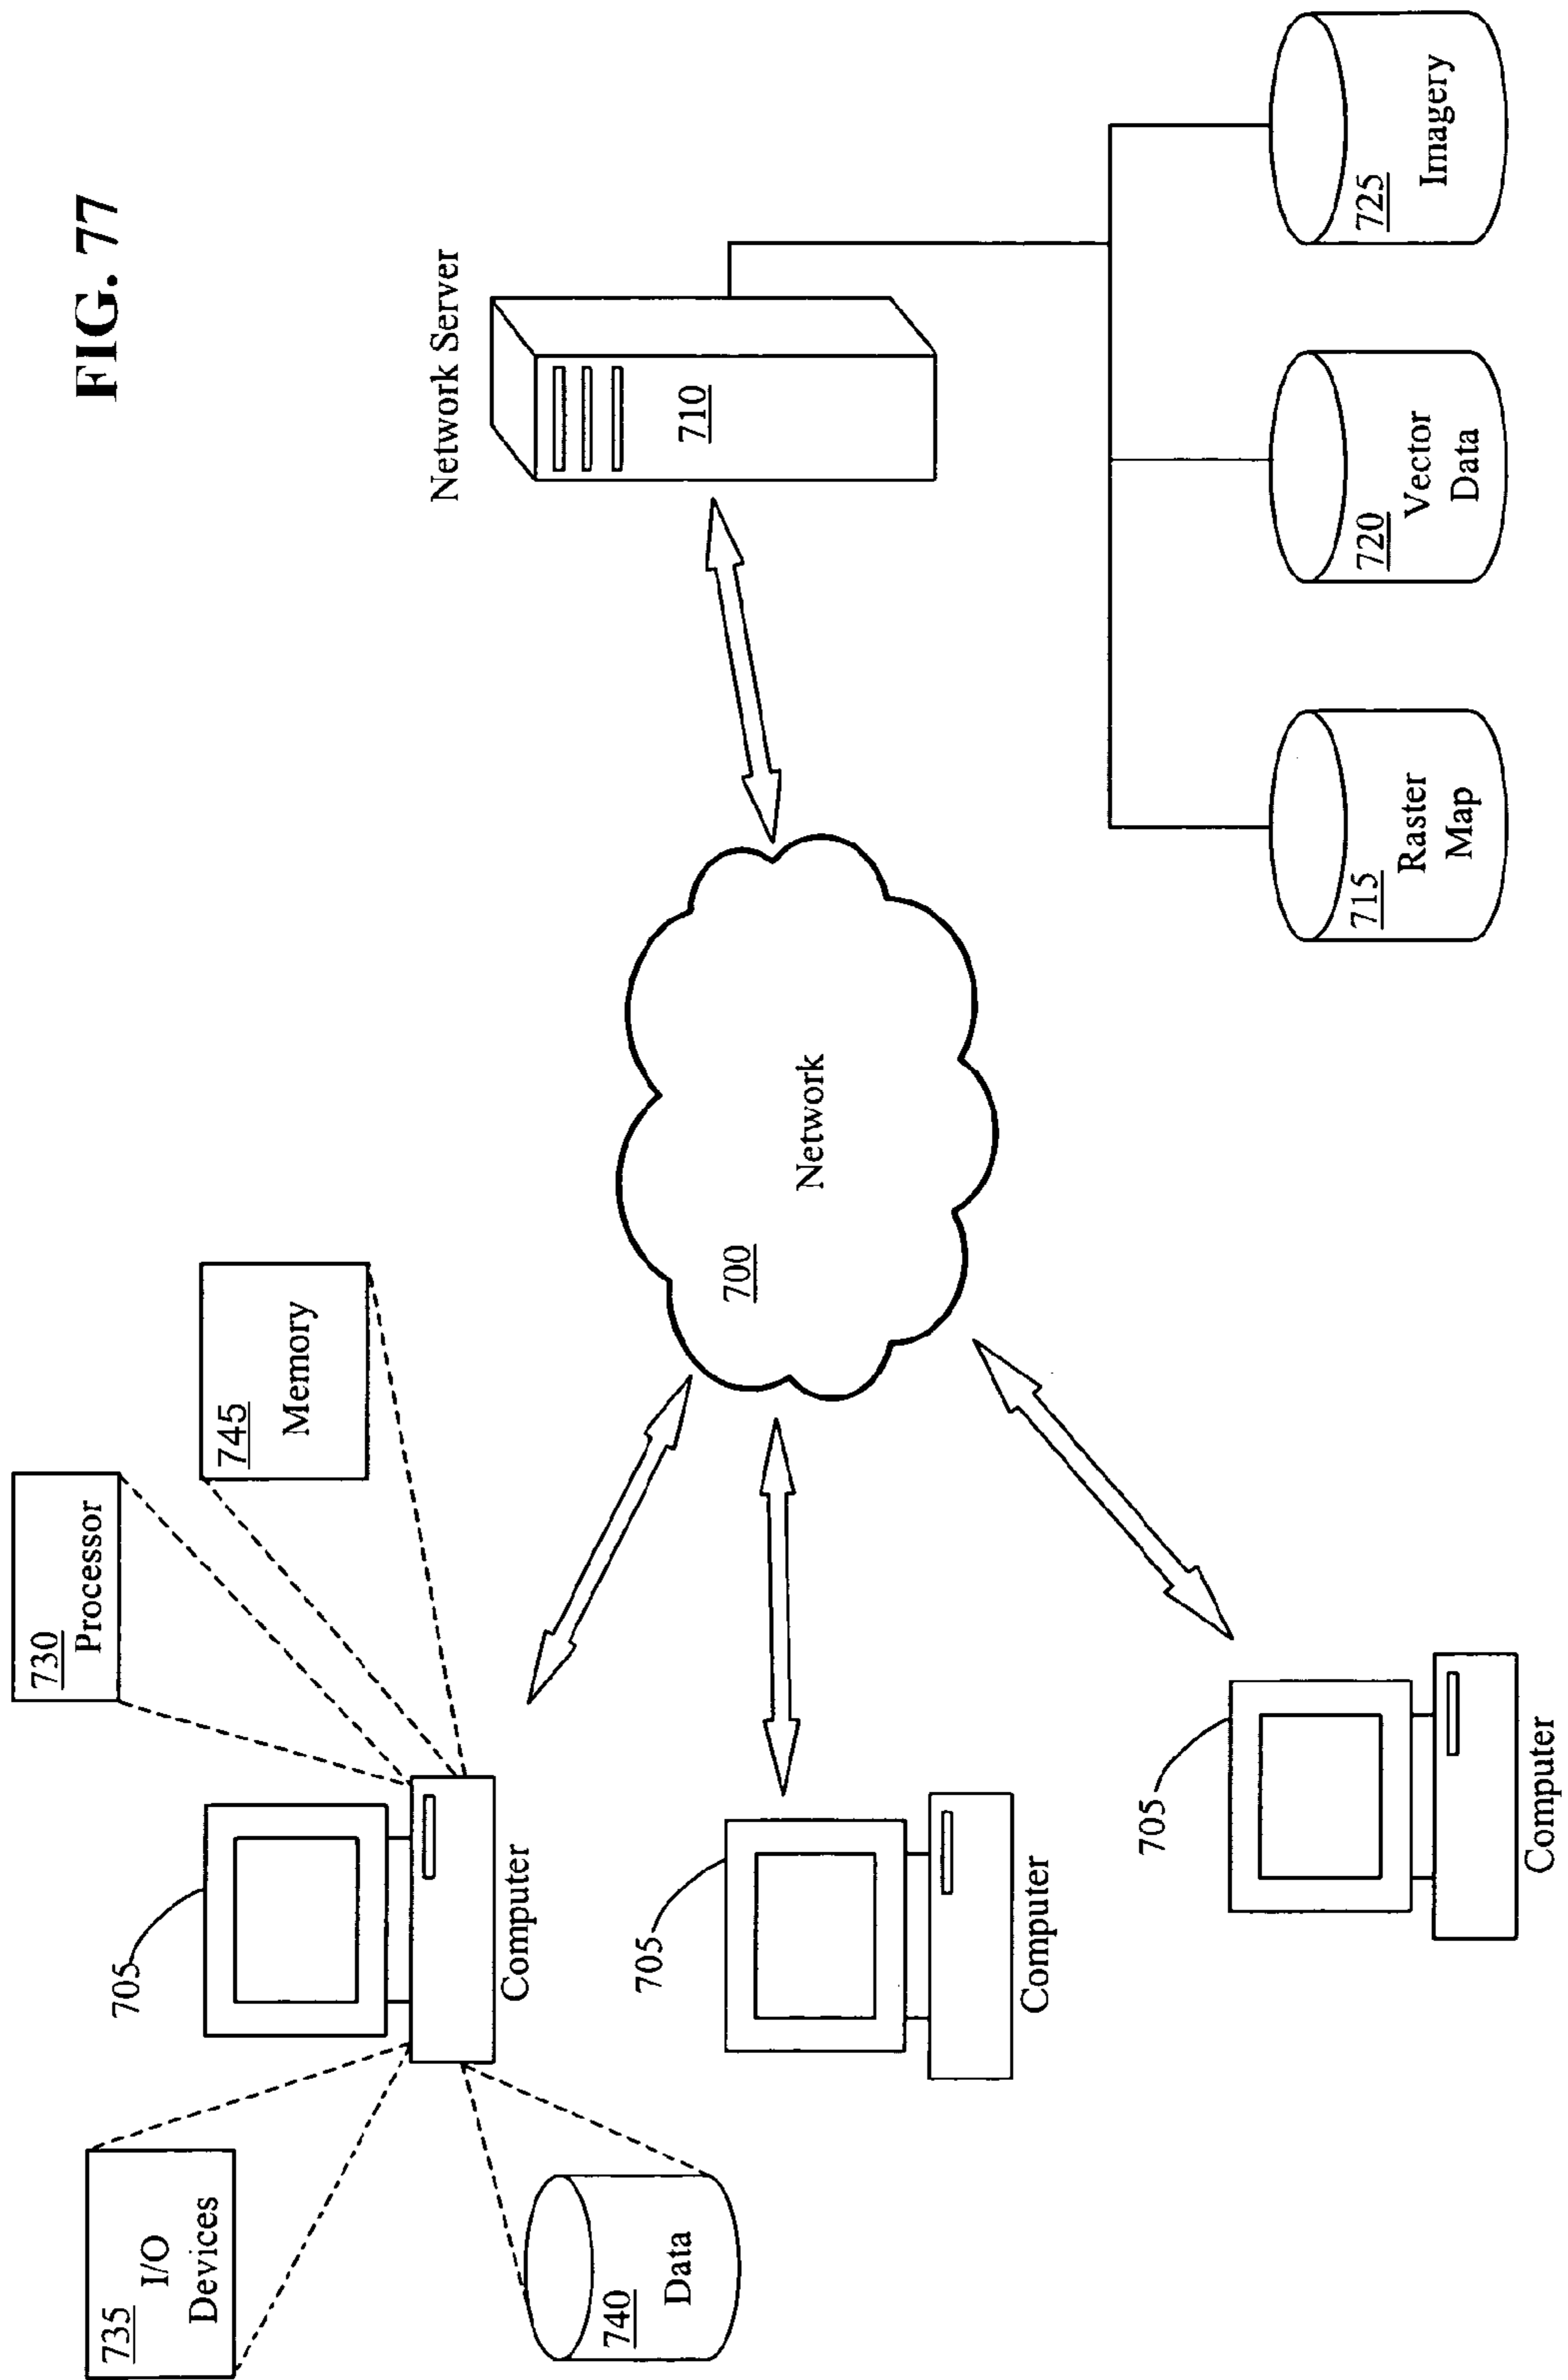 FIG. 77
730
Processor
745
Memory
735
I/O
Devices
705
Computer
740
Data
Network Server
710
700
Network
705
Computer
705
Computer
715
Raster
Map
720
Vector
Data
725
Imagery